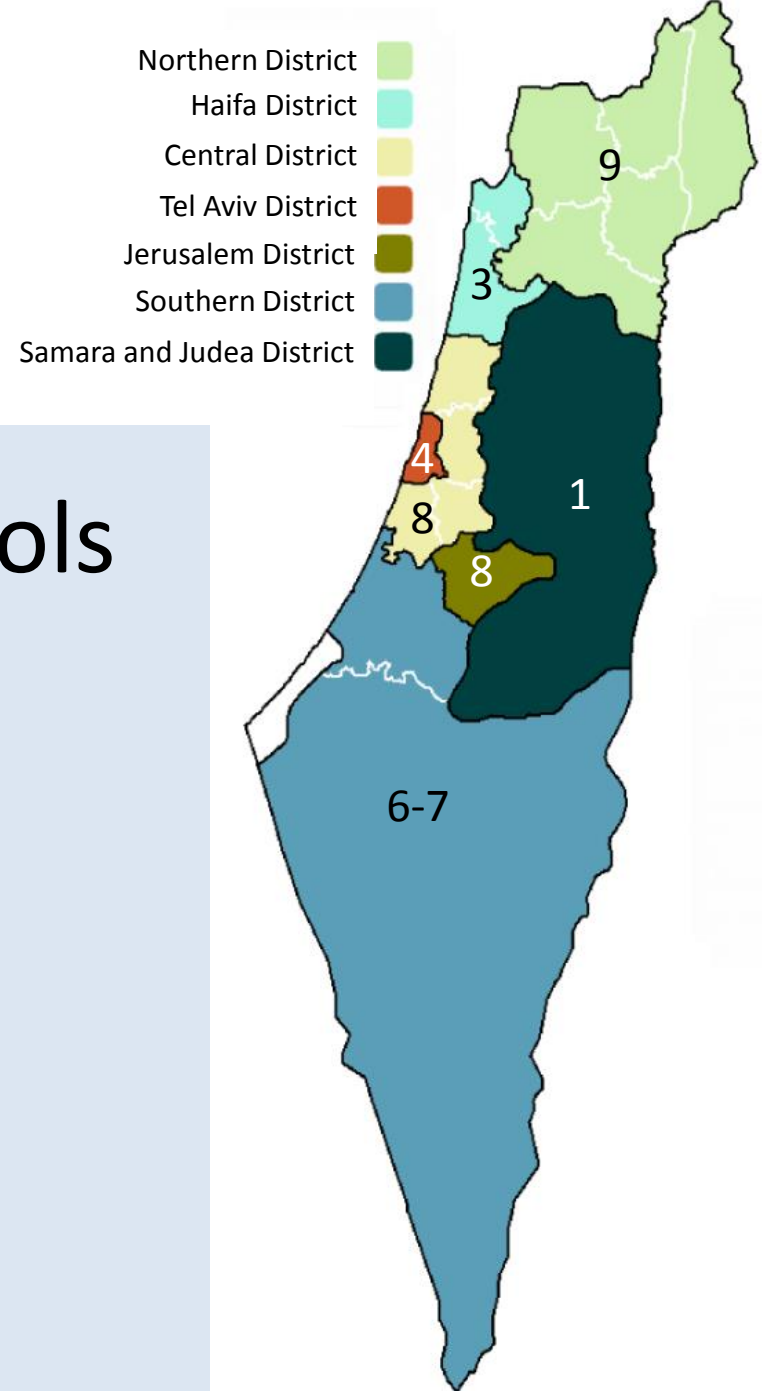 Northern District
Haifa District
Central District
Tel Aviv District
Jerusalem District
Southern District
Samara and Judea District
ols
9
3
4
1
8
8
6-7